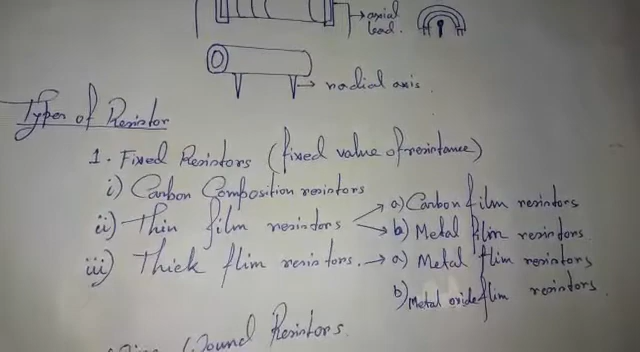 axial
lead.
radial axis.
Types of Resistor
1. Fixed Resistors (fixed value of resistance)
i) Carbon Composition resistors
ii) Thin film resistors a) Carbon film resistors
b) Metal film resistors
iii) Thick flim resistors. a) Metal flim resistors
b) Metal oxide flim resistors.
Wound Resistors.